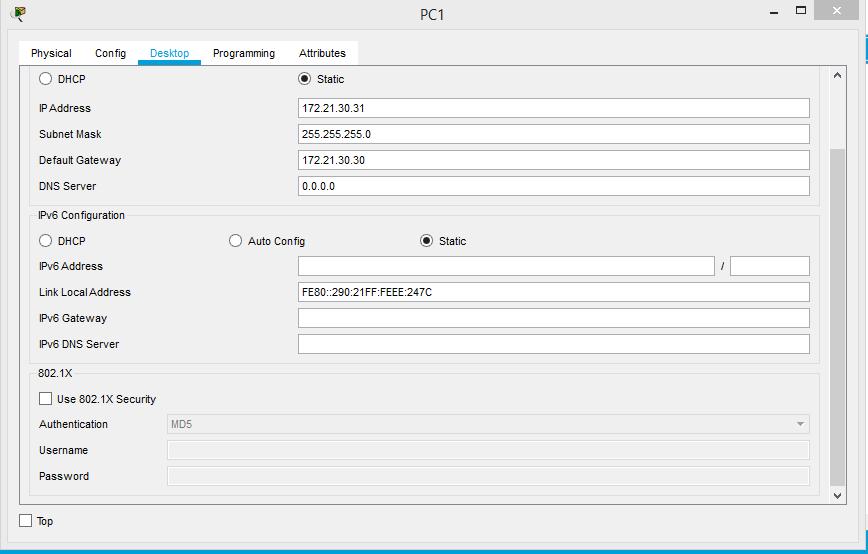 PC1
Physical Config Desktop Programming Attributes
DHCP Static
IP Address 172.21.30.31
Subnet Mask 255.255.255.0
Default Gateway 172.21.30.30
DNS Server 0.0.0.0
IPv6 Configuration
DHCP Auto Config Static
IPv6 Address /
Link Local Address FE80::290:21FF:FEEE:247C
IPv6 Gateway
IPv6 DNS Server
802.1X
Use 802.1X Security
Authentication MD5
Username
Password
Top